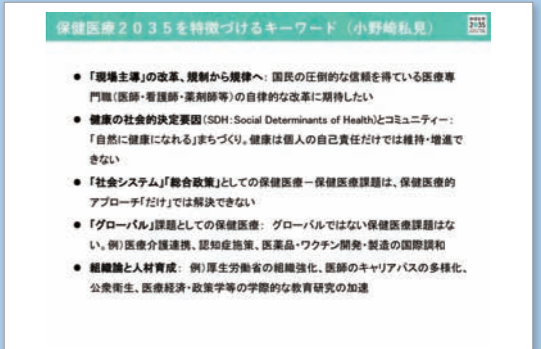 保健医療2035を特徴づけるキーワード(小野崎私見)
● 「現場主導」の改革、規制から規律へ: 国民の圧倒的な信頼を得ている医療専
門職(医師・看護師・薬剤師等)の自律的な改革に期待したい
● 健康の社会的決定要因(SDH:Social Determinants of Health)とコミュニティー:
「自然に健康になれる」まちづくり。健康は個人の自己責任だけでは維持・増進で
きない
● 「社会システム」「総合政策」としての保健医療－保健医療課題は、保健医療的
アプローチ「だけ」では解決できない
● 「グローバル」課題としての保健医療: グローバルではない保健医療課題はな
い。例)医療介護連携、認知症施策、医薬品・ワクチン開発・製造の国際調和
● 組織論と人材育成: 例)厚生労働省の組織強化、医師のキャリアパスの多様化、
公衆衛生、医療経済・政策学等の学際的な教育研究の加速